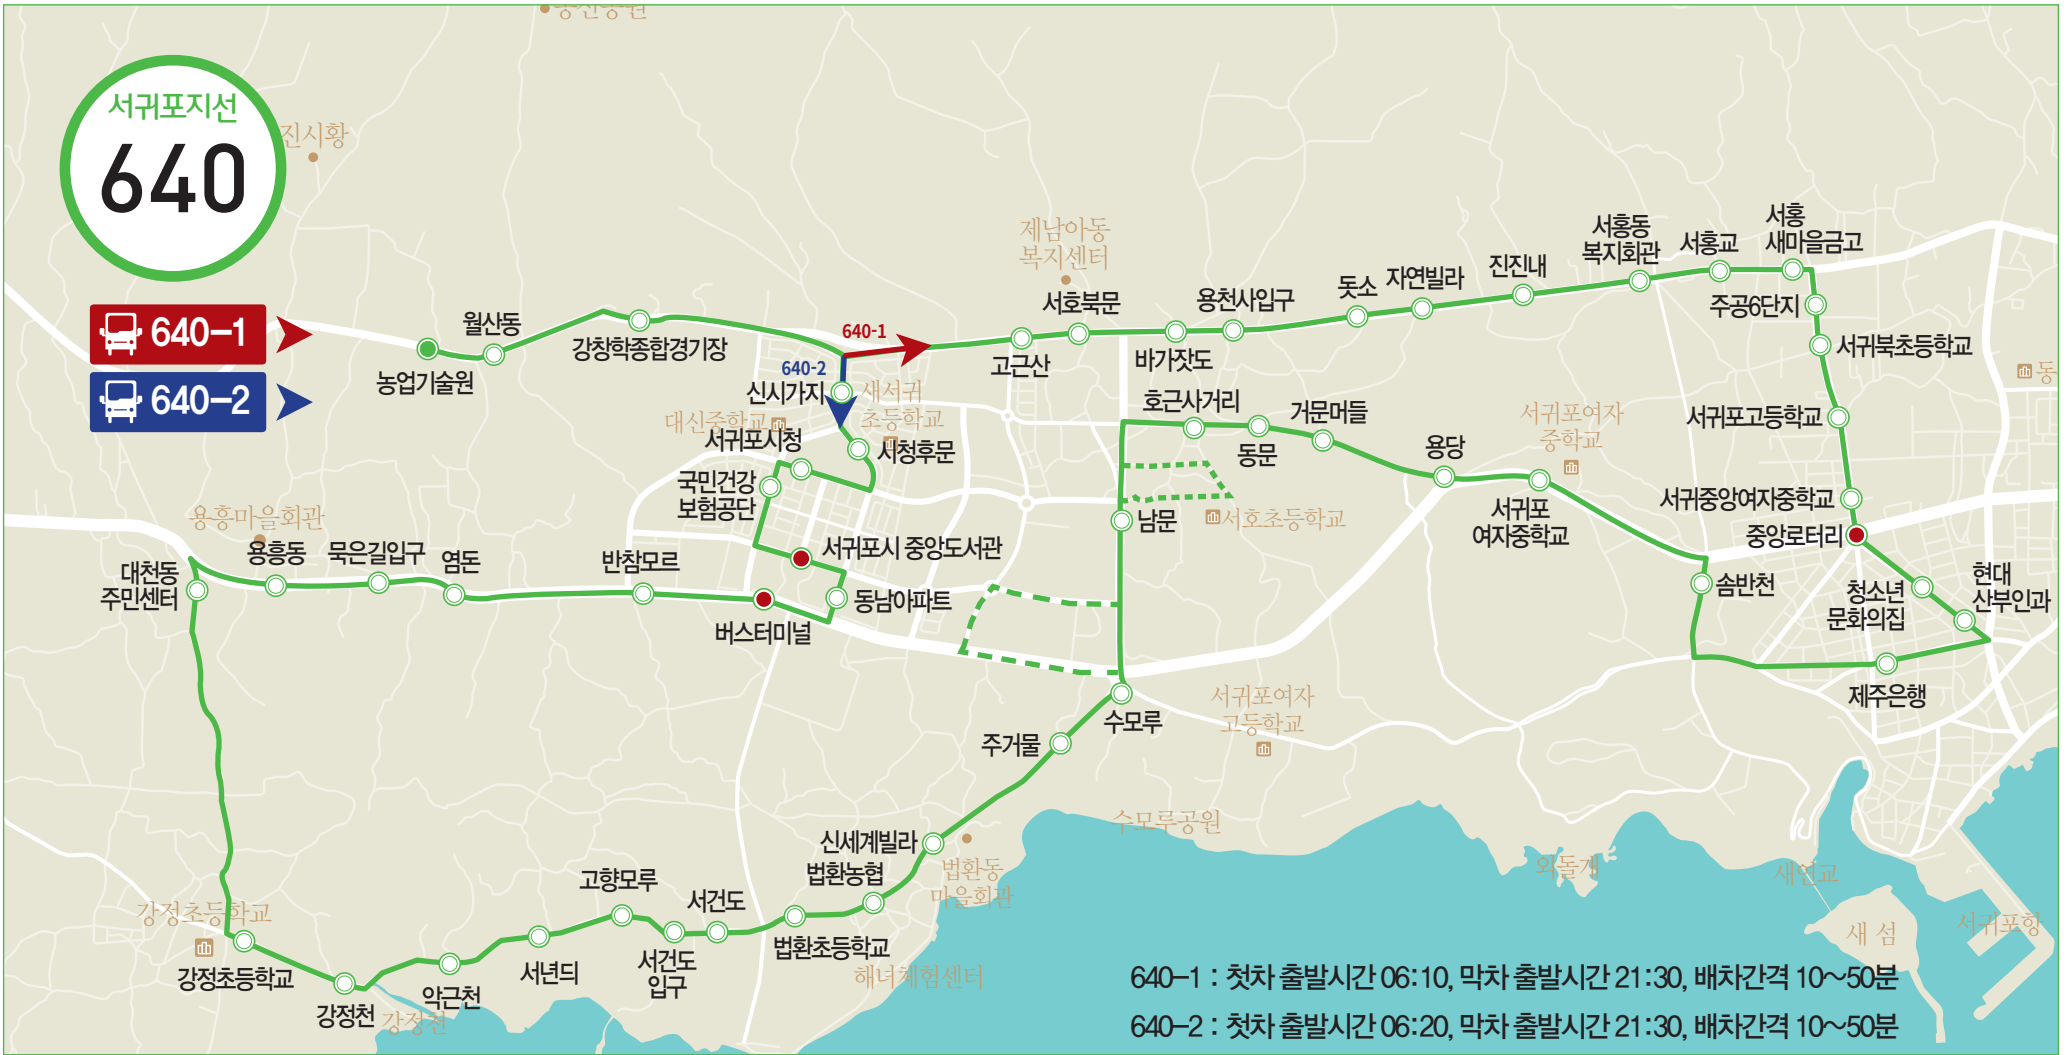 서귀포지선
640
640-1
640-2
진시황
제남아동
복지센터
640-1
640-2
농업기술원
월산동
강창학종합경기장
신시가지
새서귀
초등학교
대신중학교
서귀포시청
시청후문
국민건강
보험공단
서귀포시 중앙도서관
동남아파트
버스터미널
반참모르
염돈
묵은길입구
용흥동
용흥마을회관
대천동
주민센터
고근산
서호북문
바가잣도
용천사입구
돗소
자연빌라
진진내
서홍동
복지회관
서홍교
서홍
새마을금고
주공6단지
서귀북초등학교
서귀포고등학교
서귀중앙여자중학교
중앙로터리
청소년
문화의집
현대
산부인과
제주은행
솜반천
서귀포
여자중학교
서귀포여자
중학교
용당
거문머들
동문
호근사거리
서호초등학교
남문
수모루
서귀포여자
고등학교
주거물
신세계빌라
법환농협
법환동
마을회관
법환초등학교
해녀체험센터
서건도
서건도
입구
고향모루
서년듸
악근천
강정천
강정천
강정초등학교
강정초등학교
수모루공원
외돌개
새연교
새 섬
서귀포항
640-1 : 첫차 출발시간 06:10, 막차 출발시간 21:30, 배차간격 10~50분
640-2 : 첫차 출발시간 06:20, 막차 출발시간 21:30, 배차간격 10~50분